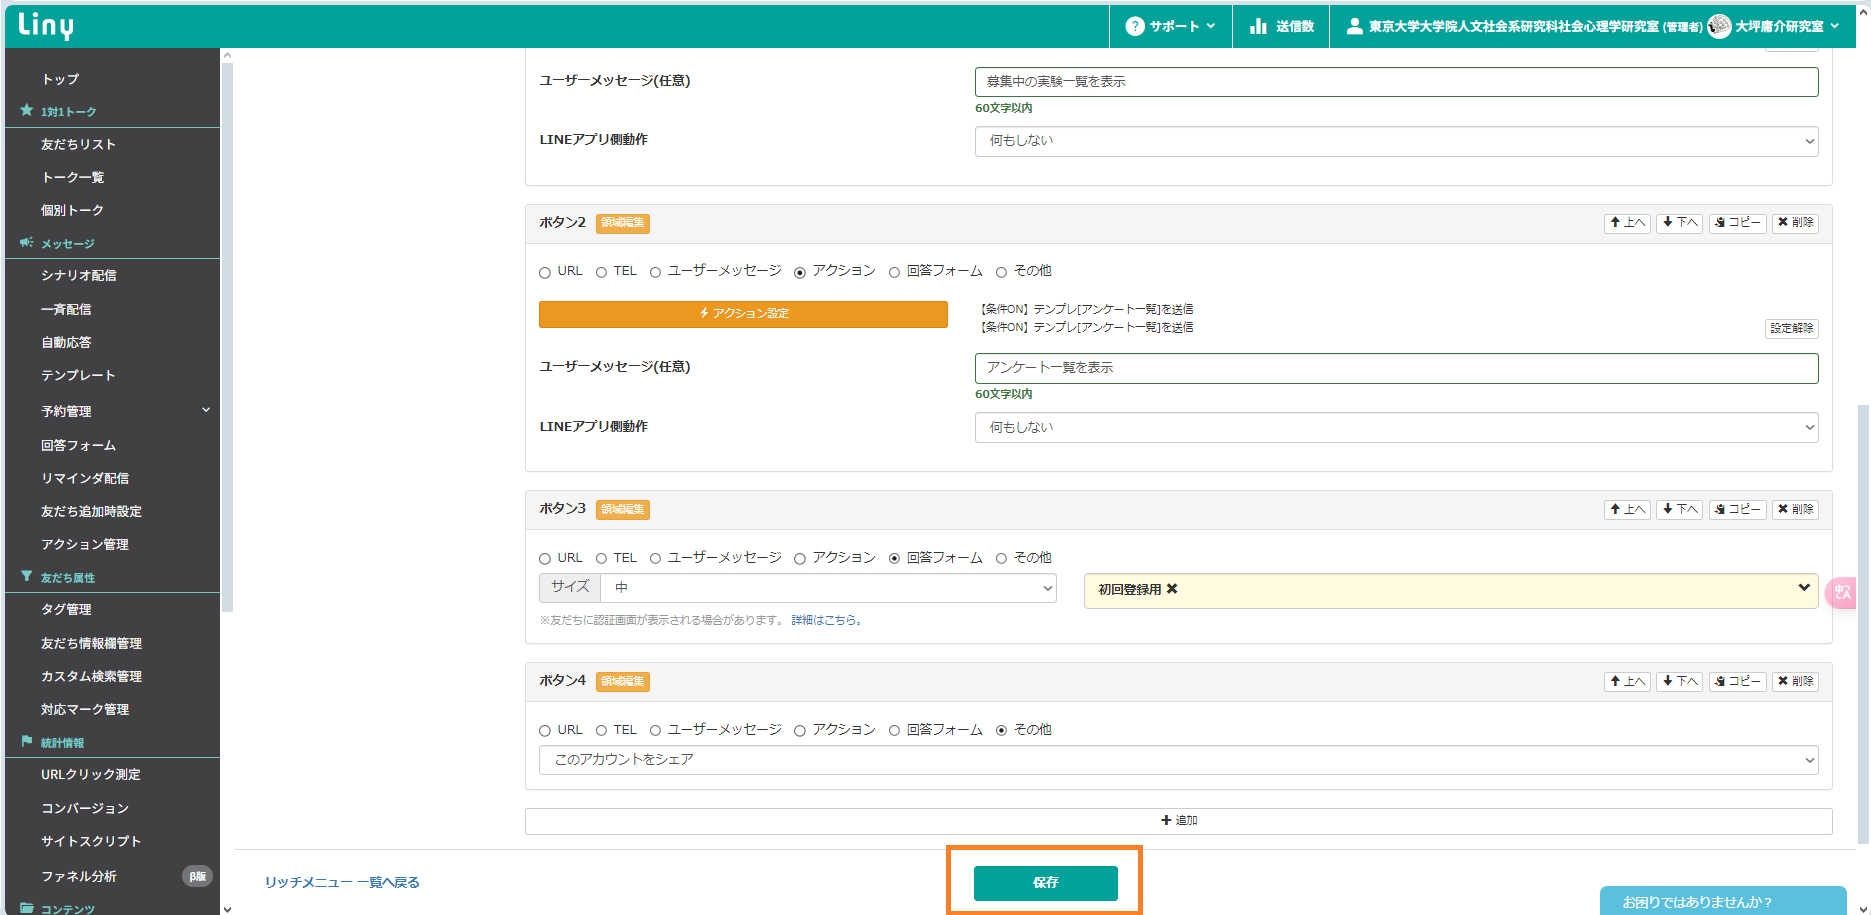 Liny
サポート
送信数
東京大学大学院人文社会系研究科社会心理学研究室 (管理者) 大坪庸介研究室
トップ
1対1トーク
友だちリスト
トーク一覧
個別トーク
メッセージ
シナリオ配信
一斉配信
自動応答
テンプレート
予約管理
回答フォーム
リマインダ配信
友だち追加時設定
アクション管理
友だち属性
タグ管理
友だち情報欄管理
カスタム検索管理
対応マーク管理
統計情報
URLクリック測定
コンバージョン
サイトスクリプト
ファネル分析 β版
コンテンツ
ユーザーメッセージ(任意) 募集中の実験一覧を表示
60文字以内
LINEアプリ側動作 何もしない
ボタン2 領域編集 上へ 下へ コピー 削除
URL TEL ユーザーメッセージ アクション 回答フォーム その他
アクション設定
【条件ON】テンプレ[アンケート一覧]を送信
【条件ON】テンプレ[アンケート一覧]を送信
設定解除
ユーザーメッセージ(任意) アンケート一覧を表示
60文字以内
LINEアプリ側動作 何もしない
ボタン3 領域編集 上へ 下へ コピー 削除
URL TEL ユーザーメッセージ アクション 回答フォーム その他
サイズ 中 初回登録用
※友だちに認証画面が表示される場合があります。 詳細はこちら。
ボタン4 領域編集 上へ 下へ コピー 削除
URL TEL ユーザーメッセージ アクション 回答フォーム その他
このアカウントをシェア
追加
リッチメニュー 一覧へ戻る
保存
お困りではありませんか？